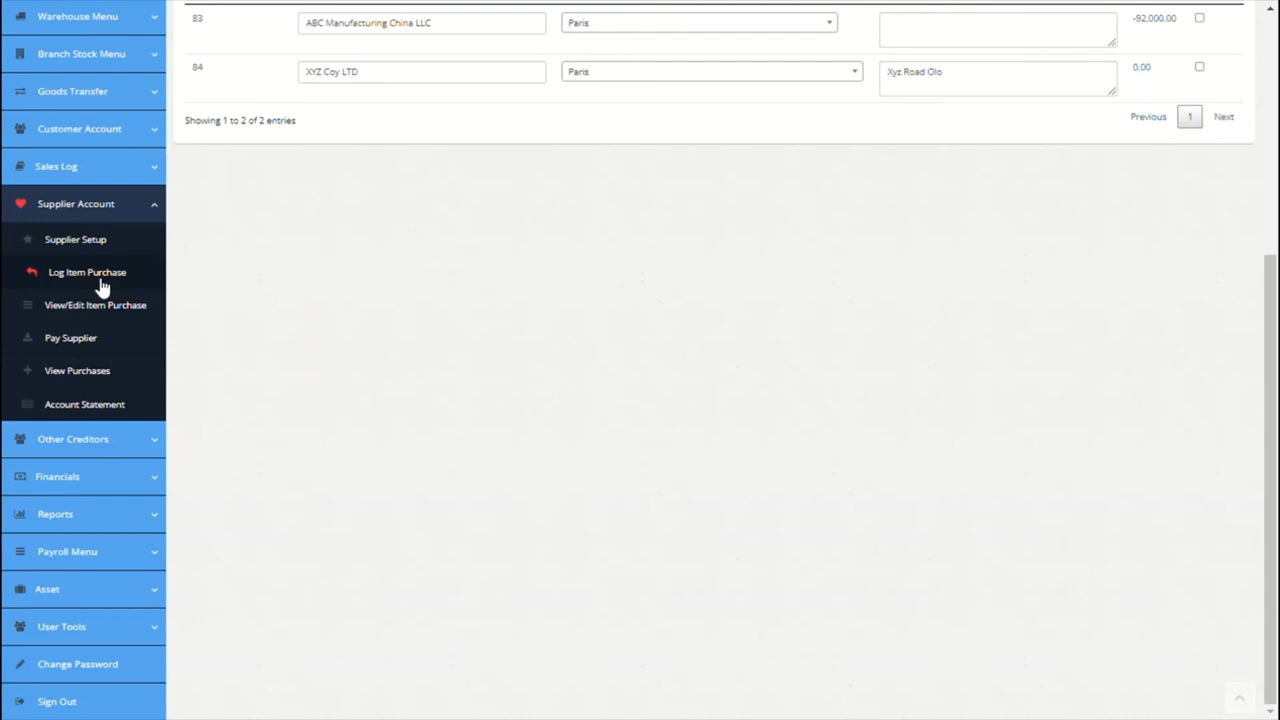 Warehouse Menu
Branch Stock Menu
Goods Transfer
Customer Account
Sales Log
Supplier Account
Supplier Setup
Log Item Purchase
View/Edit Item Purchase
Pay Supplier
View Purchases
Account Statement
Other Creditors
Financials
Reports
Payroll Menu
Asset
User Tools
Change Password
Sign Out
83 ABC Manufacturing China LLC Paris -92,000.00
84 XYZ Coy LTD Paris Xyz Road Olo 0.00
Showing 1 to 2 of 2 entries Previous 1 Next